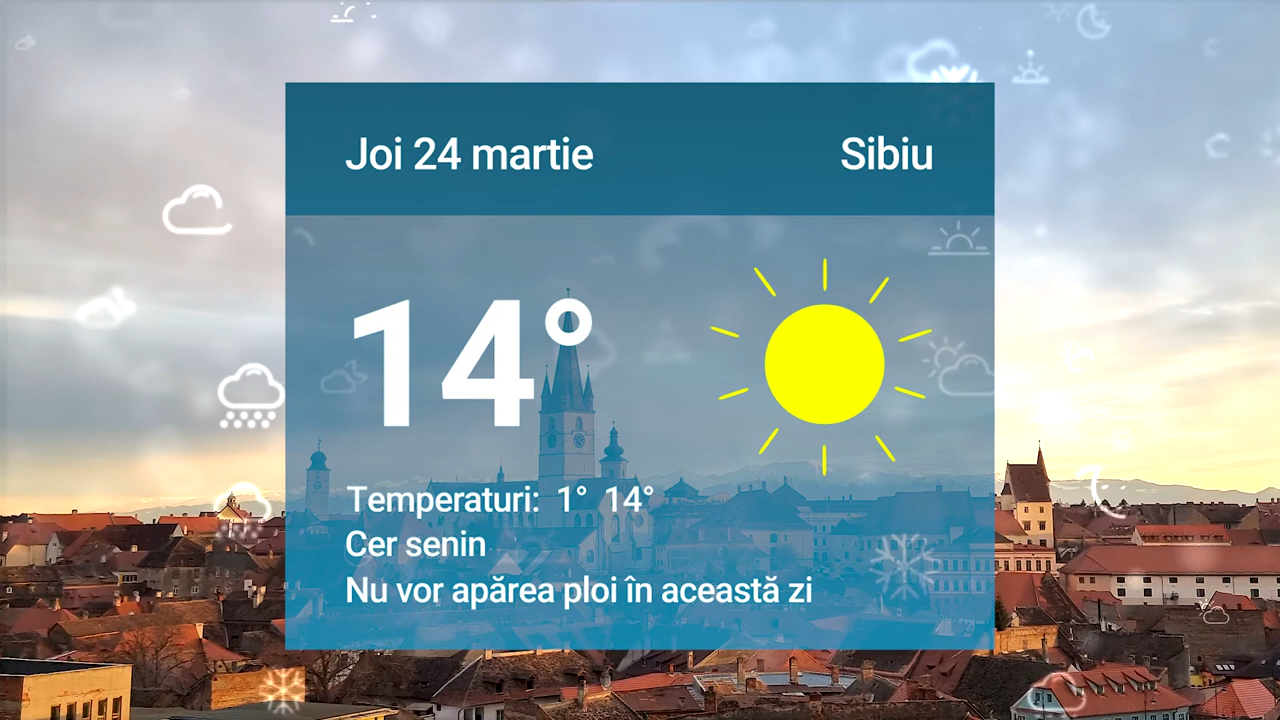 Joi 24 martie Sibiu
14°
Temperaturi: 1° 14°
Cer senin
Nu vor apărea ploi în această zi